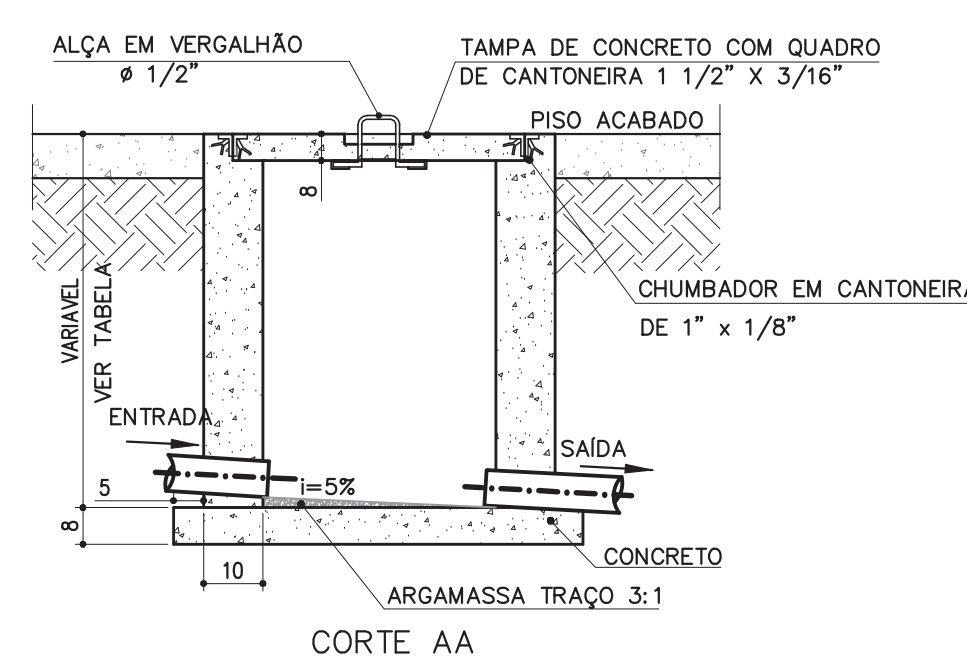 ALÇA EM VERGALHÃO
ø 1/2”
TAMPA DE CONCRETO COM QUADRO
DE CANTONEIRA 1 1/2” X 3/16”
PISO ACABADO
8
CHUMBADOR EM CANTONEIRA
DE 1” x 1/8”
VARIAVEL
VER TABELA
ENTRADA
SAÍDA
i=5%
5
8
10
CONCRETO
ARGAMASSA TRAÇO 3:1
CORTE AA